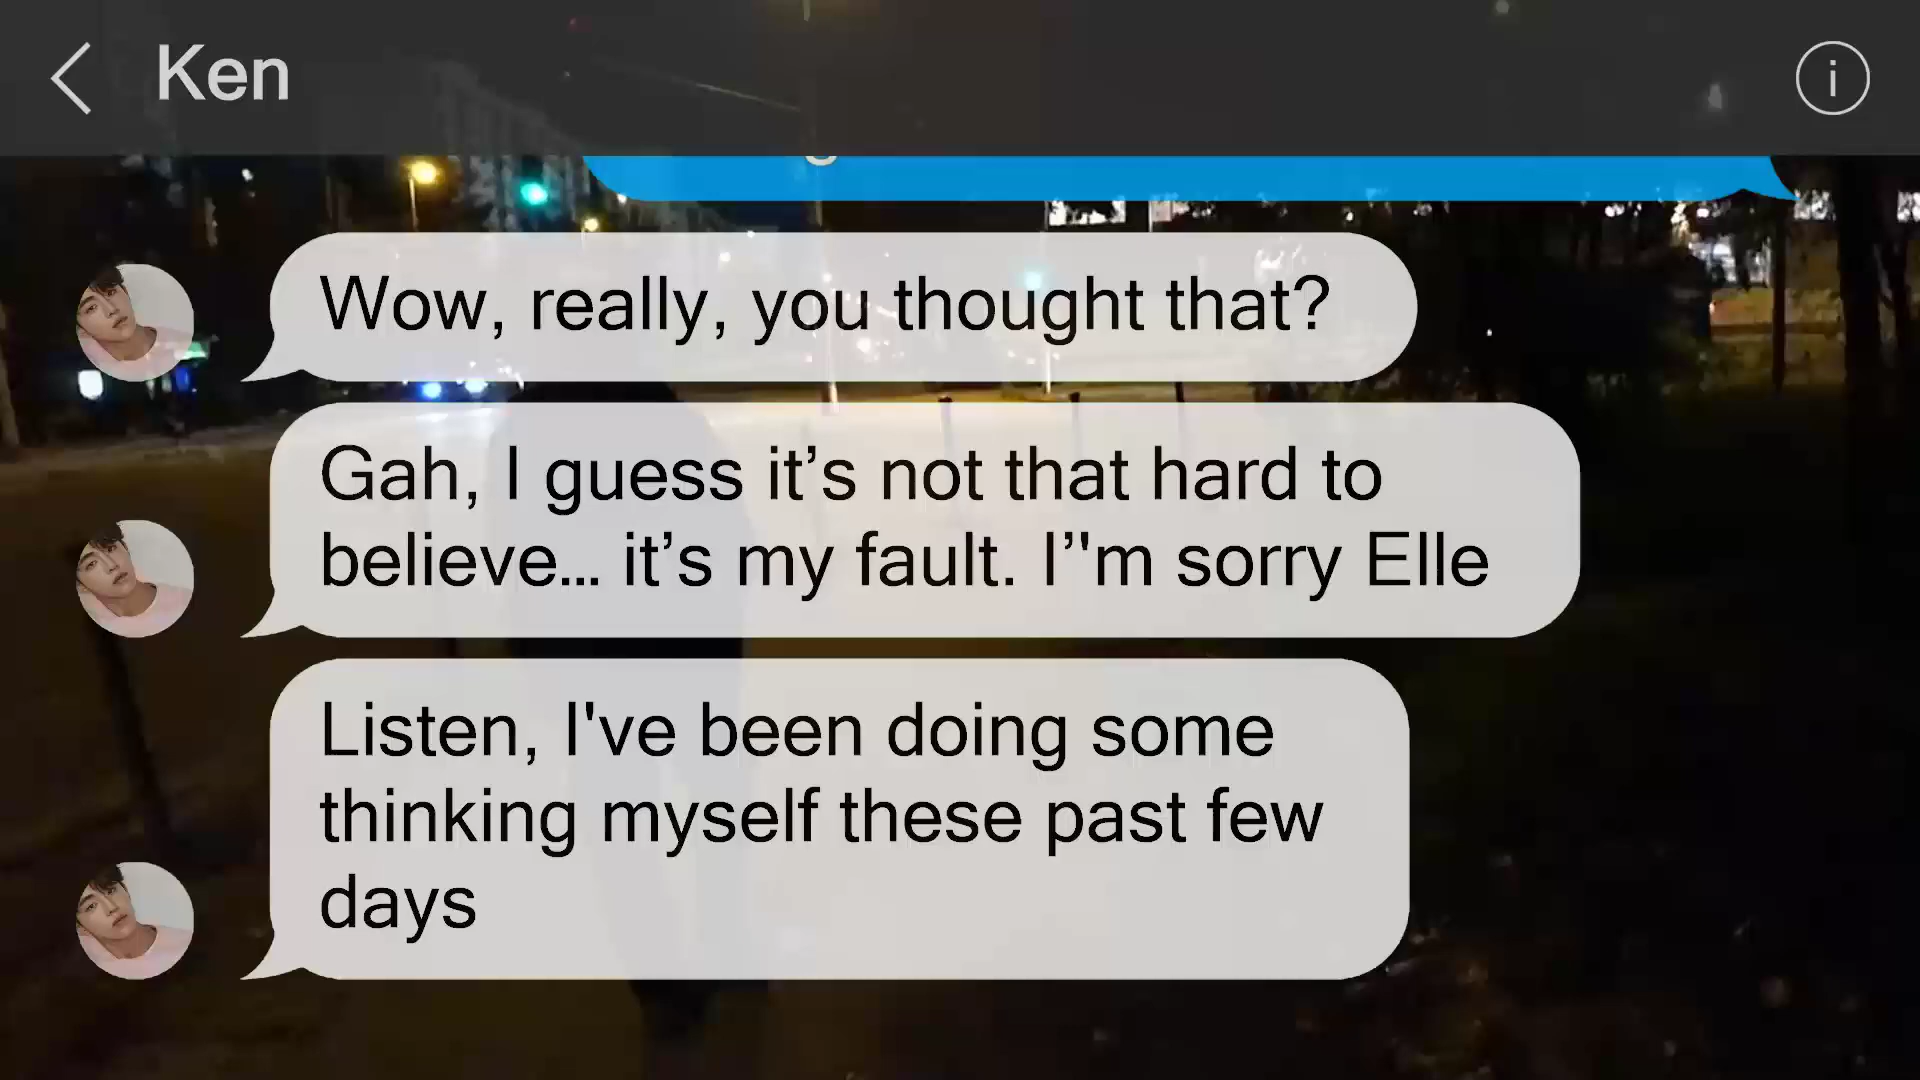 Ken
Wow, really, you thought that?
Gah, I guess it’s not that hard to
believe... it’s my fault. I’'m sorry Elle
Listen, I've been doing some
thinking myself these past few
days